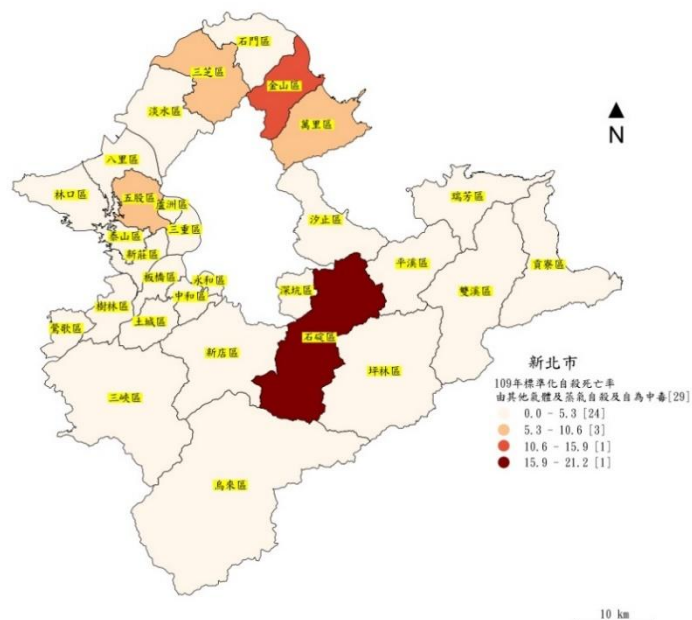 石門區
三芝區
金山區
淡水區
萬里區
N
八里區
林口區
五股區
蘆洲區
瑞芳區
汐止區
泰山區
三重區
新莊區
平溪區
貢寮區
板橋區
永和區
深坑區
雙溪區
中和區
樹林區
土城區
鶯歌區
石碇區
新店區
坪林區
三峽區
烏來區
新北市
109年標準化自殺死亡率
由其他氣體及蒸氣自殺及自為中毒[29]
0.0 - 5.3 [24]
5.3 - 10.6 [3]
10.6 - 15.9 [1]
15.9 - 21.2 [1]
10 km